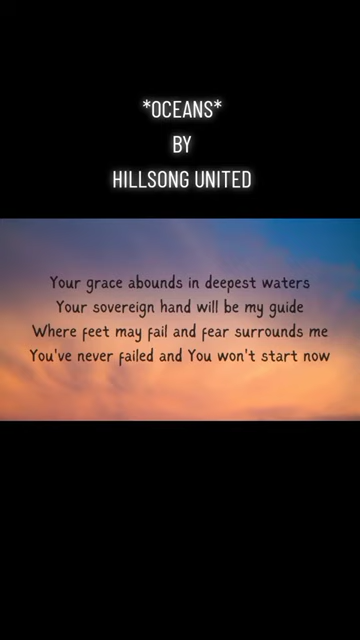 *OCEANS*
BY
HILLSONG UNITED
Your grace abounds in deepest waters
Your sovereign hand will be my guide
Where feet may fail and fear surrounds me
You've never failed and You won't start now